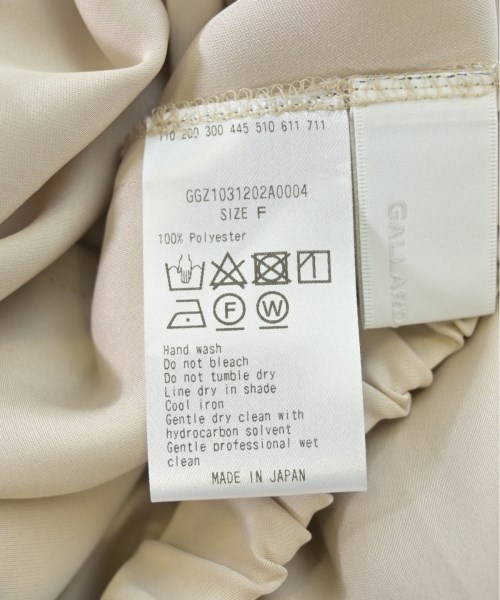 110 200 300 445 510 611 711
GGZ1031202A0004
SIZE F
100% Polyester
F W
Hand wash
Do not bleach
Do not tumble dry
Line dry in shade
Cool iron
Gentle dry clean with
hydrocarbon solvent
Gentle professional wet
clean
MADE IN JAPAN